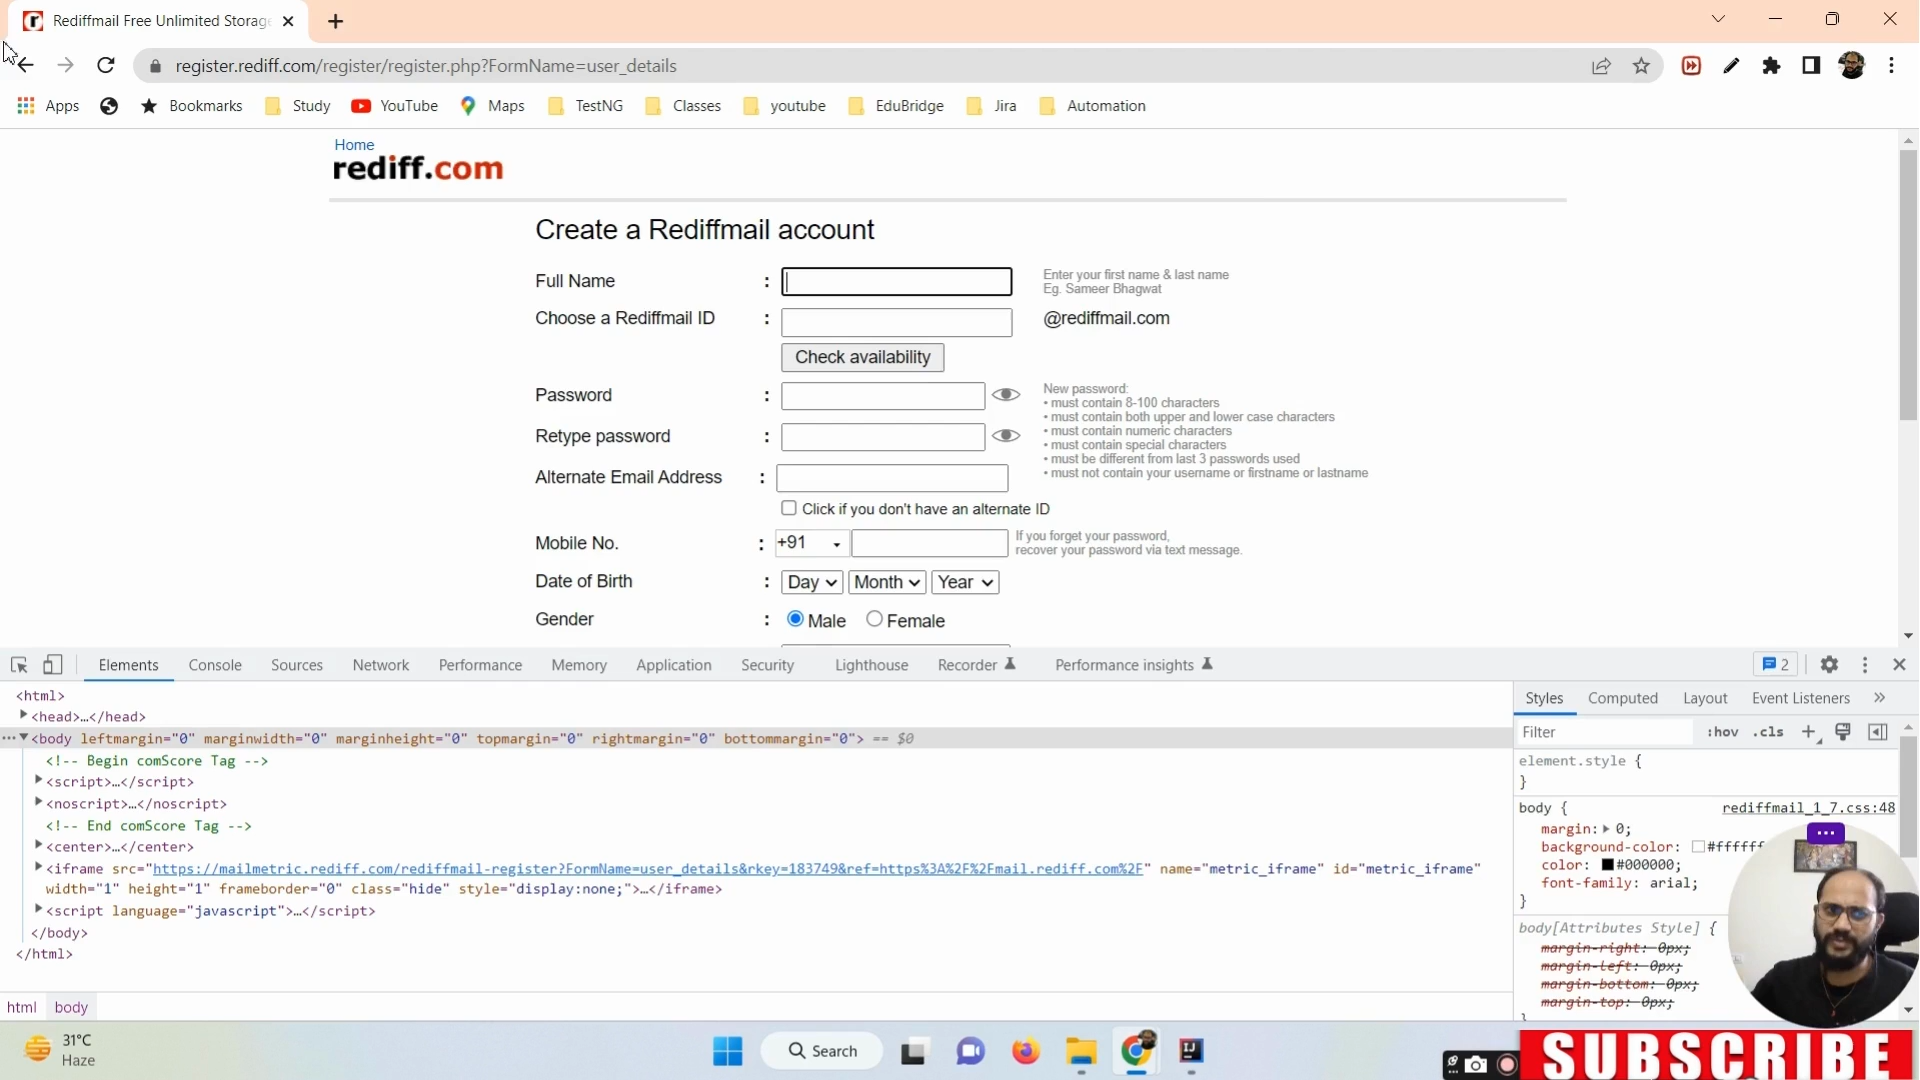 Rediffmail Free Unlimited Storage
register.rediff.com/register/register.php?FormName=user_details
Apps Bookmarks Study YouTube Maps TestNG Classes youtube EduBridge Jira Automation
Home
rediff.com
Create a Rediffmail account
Full Name :
Enter your first name & last name
Eg. Sameer Bhagwat
Choose a Rediffmail ID : @rediffmail.com
Check availability
Password :
Retype password :
New password:
• must contain 8-100 characters
• must contain both upper and lower case characters
• must contain numeric characters
• must contain special characters
• must be different from last 3 passwords used
• must not contain your username or firstname or lastname
Alternate Email Address :
Click if you don't have an alternate ID
Mobile No. : +91
If you forget your password,
recover your password via text message.
Date of Birth : Day Month Year
Gender : Male Female
Elements Console Sources Network Performance Memory Application Security Lighthouse Recorder Performance insights 2
<html>
<head>…</head>
<body leftmargin="0" marginwidth="0" marginheight="0" topmargin="0" rightmargin="0" bottommargin="0"> == $0
<!-- Begin comScore Tag -->
<script>…</script>
<noscript>…</noscript>
<!-- End comScore Tag -->
<center>…</center>
<iframe src="https://mailmetric.rediff.com/rediffmail-register?FormName=user_details&rkey=183749&ref=https%3A%2F%2Fmail.rediff.com%2F" name="metric_iframe" id="metric_iframe"
width="1" height="1" frameborder="0" class="hide" style="display:none;">…</iframe>
<script language="javascript">…</script>
</body>
</html>
html body
Styles Computed Layout Event Listeners »
Filter :hov .cls +
element.style {
}
body { rediffmail_1_7.css:48
margin: 0;
background-color: #ffffff
color: #000000;
font-family: arial;
}
body[Attributes Style] {
margin-right: 0px;
margin-left: 0px;
margin-bottom: 0px;
margin-top: 0px;
}
31°C
Haze
Search
SUBSCRIBE